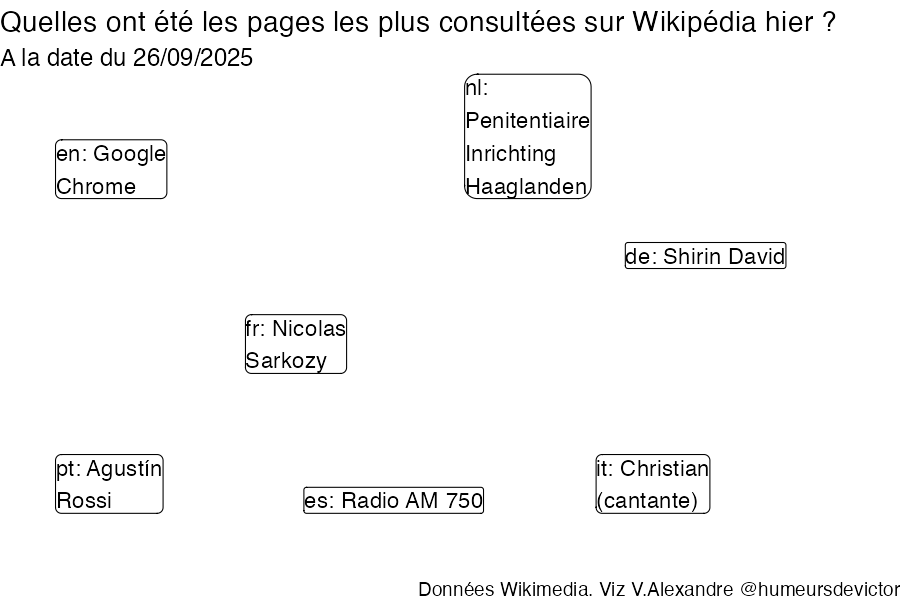 Quelles ont été les pages les plus consultées sur Wikipédia hier ?
A la date du 26/09/2025
nl:
Penitentiaire
Inrichting
Haaglanden
en: Google
Chrome
de: Shirin David
fr: Nicolas
Sarkozy
pt: Agustín
Rossi
es: Radio AM 750
it: Christian
(cantante)
Données Wikimedia. Viz V.Alexandre @humeursdevictor